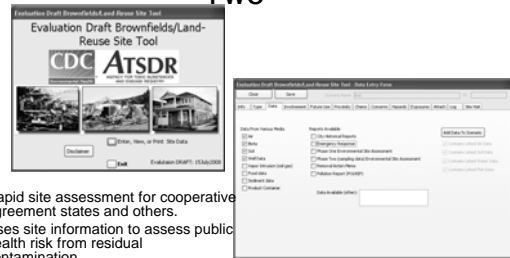 Two
Evaluation Draft Brownfields/Land Reuse Site Tool
Evaluation Draft Brownfields/Land-
Reuse Site Tool
CDC ATSDR
AGENCY FOR TOXIC SUBSTANCES
AND DISEASE REGISTRY
Environmental Health
Enter, View, or Print Site Data
Disclaimer
Exit
Evaluation DRAFT: 15July2008
apid site assessment for cooperative
greement states and others.
ses site information to assess public
ealth risk from residual
ontamination
Evaluation Draft Brownfields/Land Reuse Site Tool - Data Entry Form
Close Save
Info Type Data Involvement Future Use Proximity Owns Concerns Hazards Exposures Attach Log Site Visit
Data From Various Media
Air
Biota
Soil
Well Data
Vapor Intrusion (soil gas)
Food data
Sediment data
Product Container
Reports Available
City Historical Reports
Emergency Response
Phase One Environmental Site Assessment
Phase Two (sampling data) Environmental Site Assessment
Removal Action Memo
Pollution Report (POLREP)
Data Available (other):
Add Data To Scenario